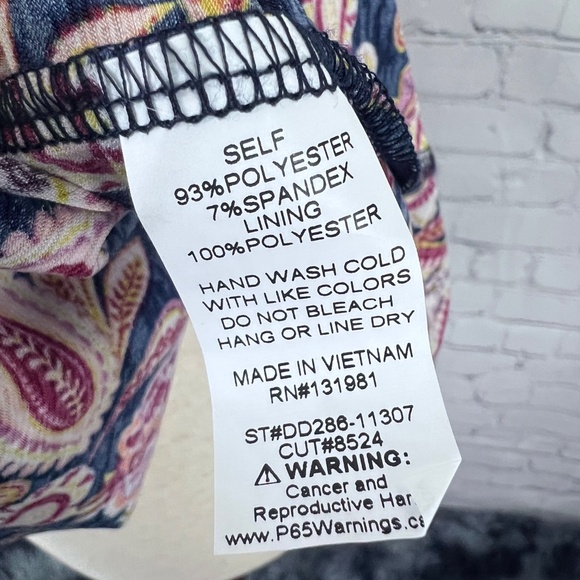 SELF
93%POLYESTER
7%SPANDEX
LINING
100%POLYESTER
HAND WASH COLD
WITH LIKE COLORS
DO NOT BLEACH
HANG OR LINE DRY
MADE IN VIETNAM
RN#131981
ST#DD286-11307
CUT#8524
⚠ WARNING:
Cancer and
Reproductive Har
www.P65Warnings.c